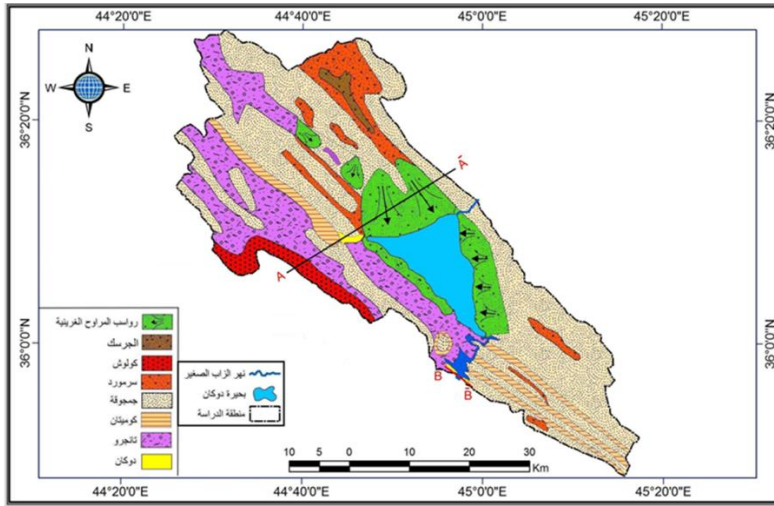 44°20'0"E 44°40'0"E 45°0'0"E 45°20'0"E
N
W E
S
36°20'0"N 36°20'0"N
A'
A
36°0'0"N 36°0'0"N
B B'
رواسب المراوح الغرينية
الجرسك
كولوش
سرمورد
جمجوقة
كوميتان
تانجرو
دوكان
نهر الزاب الصغير
بحيرة دوكان
منطقة الدراسة
10 5 0 10 20 30
Km
44°20'0"E 44°40'0"E 45°0'0"E 45°20'0"E